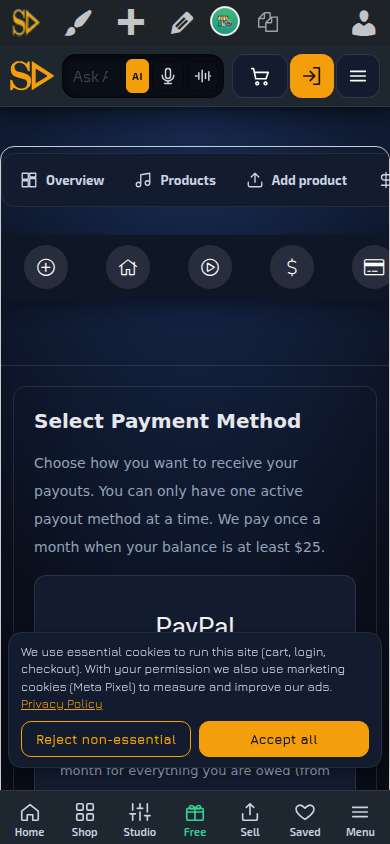 SD
SD
Ask A
AI
Overview
Products
Add product
$
$
Select Payment Method
Choose how you want to receive your
payouts. You can only have one active
payout method at a time. We pay once a
month when your balance is at least $25.
PayPal
We use essential cookies to run this site (cart, login,
checkout). With your permission we also use marketing
cookies (Meta Pixel) to measure and improve our ads.
Privacy Policy
Reject non-essential
Accept all
month for everything you are owed (from
Home
Shop
Studio
Free
Sell
Saved
Menu